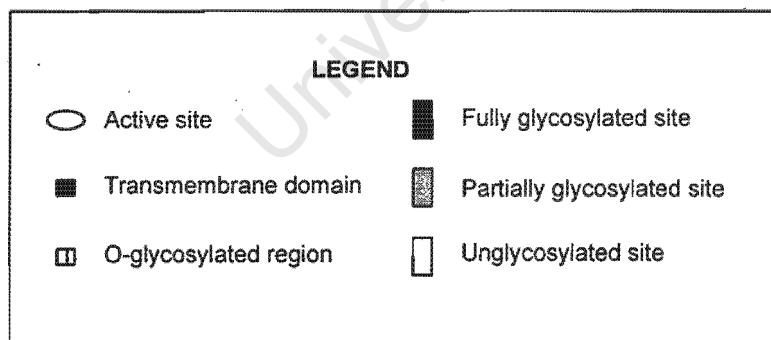 LEGEND
Active site
Fully glycosylated site
Transmembrane domain
Partially glycosylated site
O-glycosylated region
Unglycosylated site